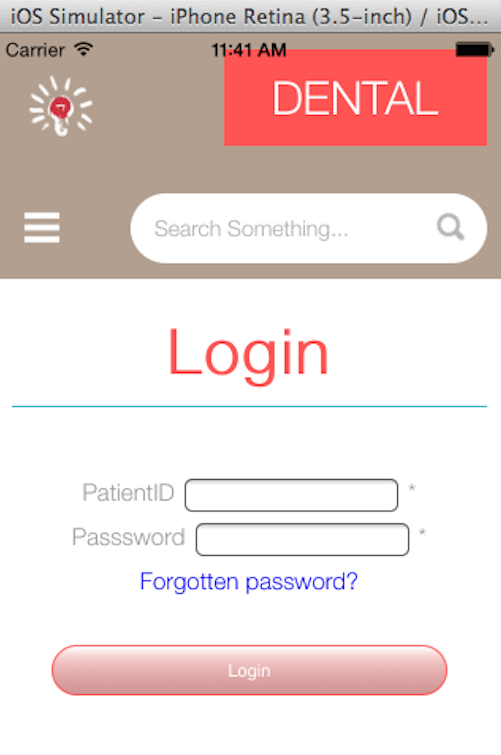 iOS Simulator - iPhone Retina (3.5-inch) / iOS...
Carrier 11:41 AM
DENTAL
Search Something...
Login
PatientID *
Passsword *
Forgotten password?
Login